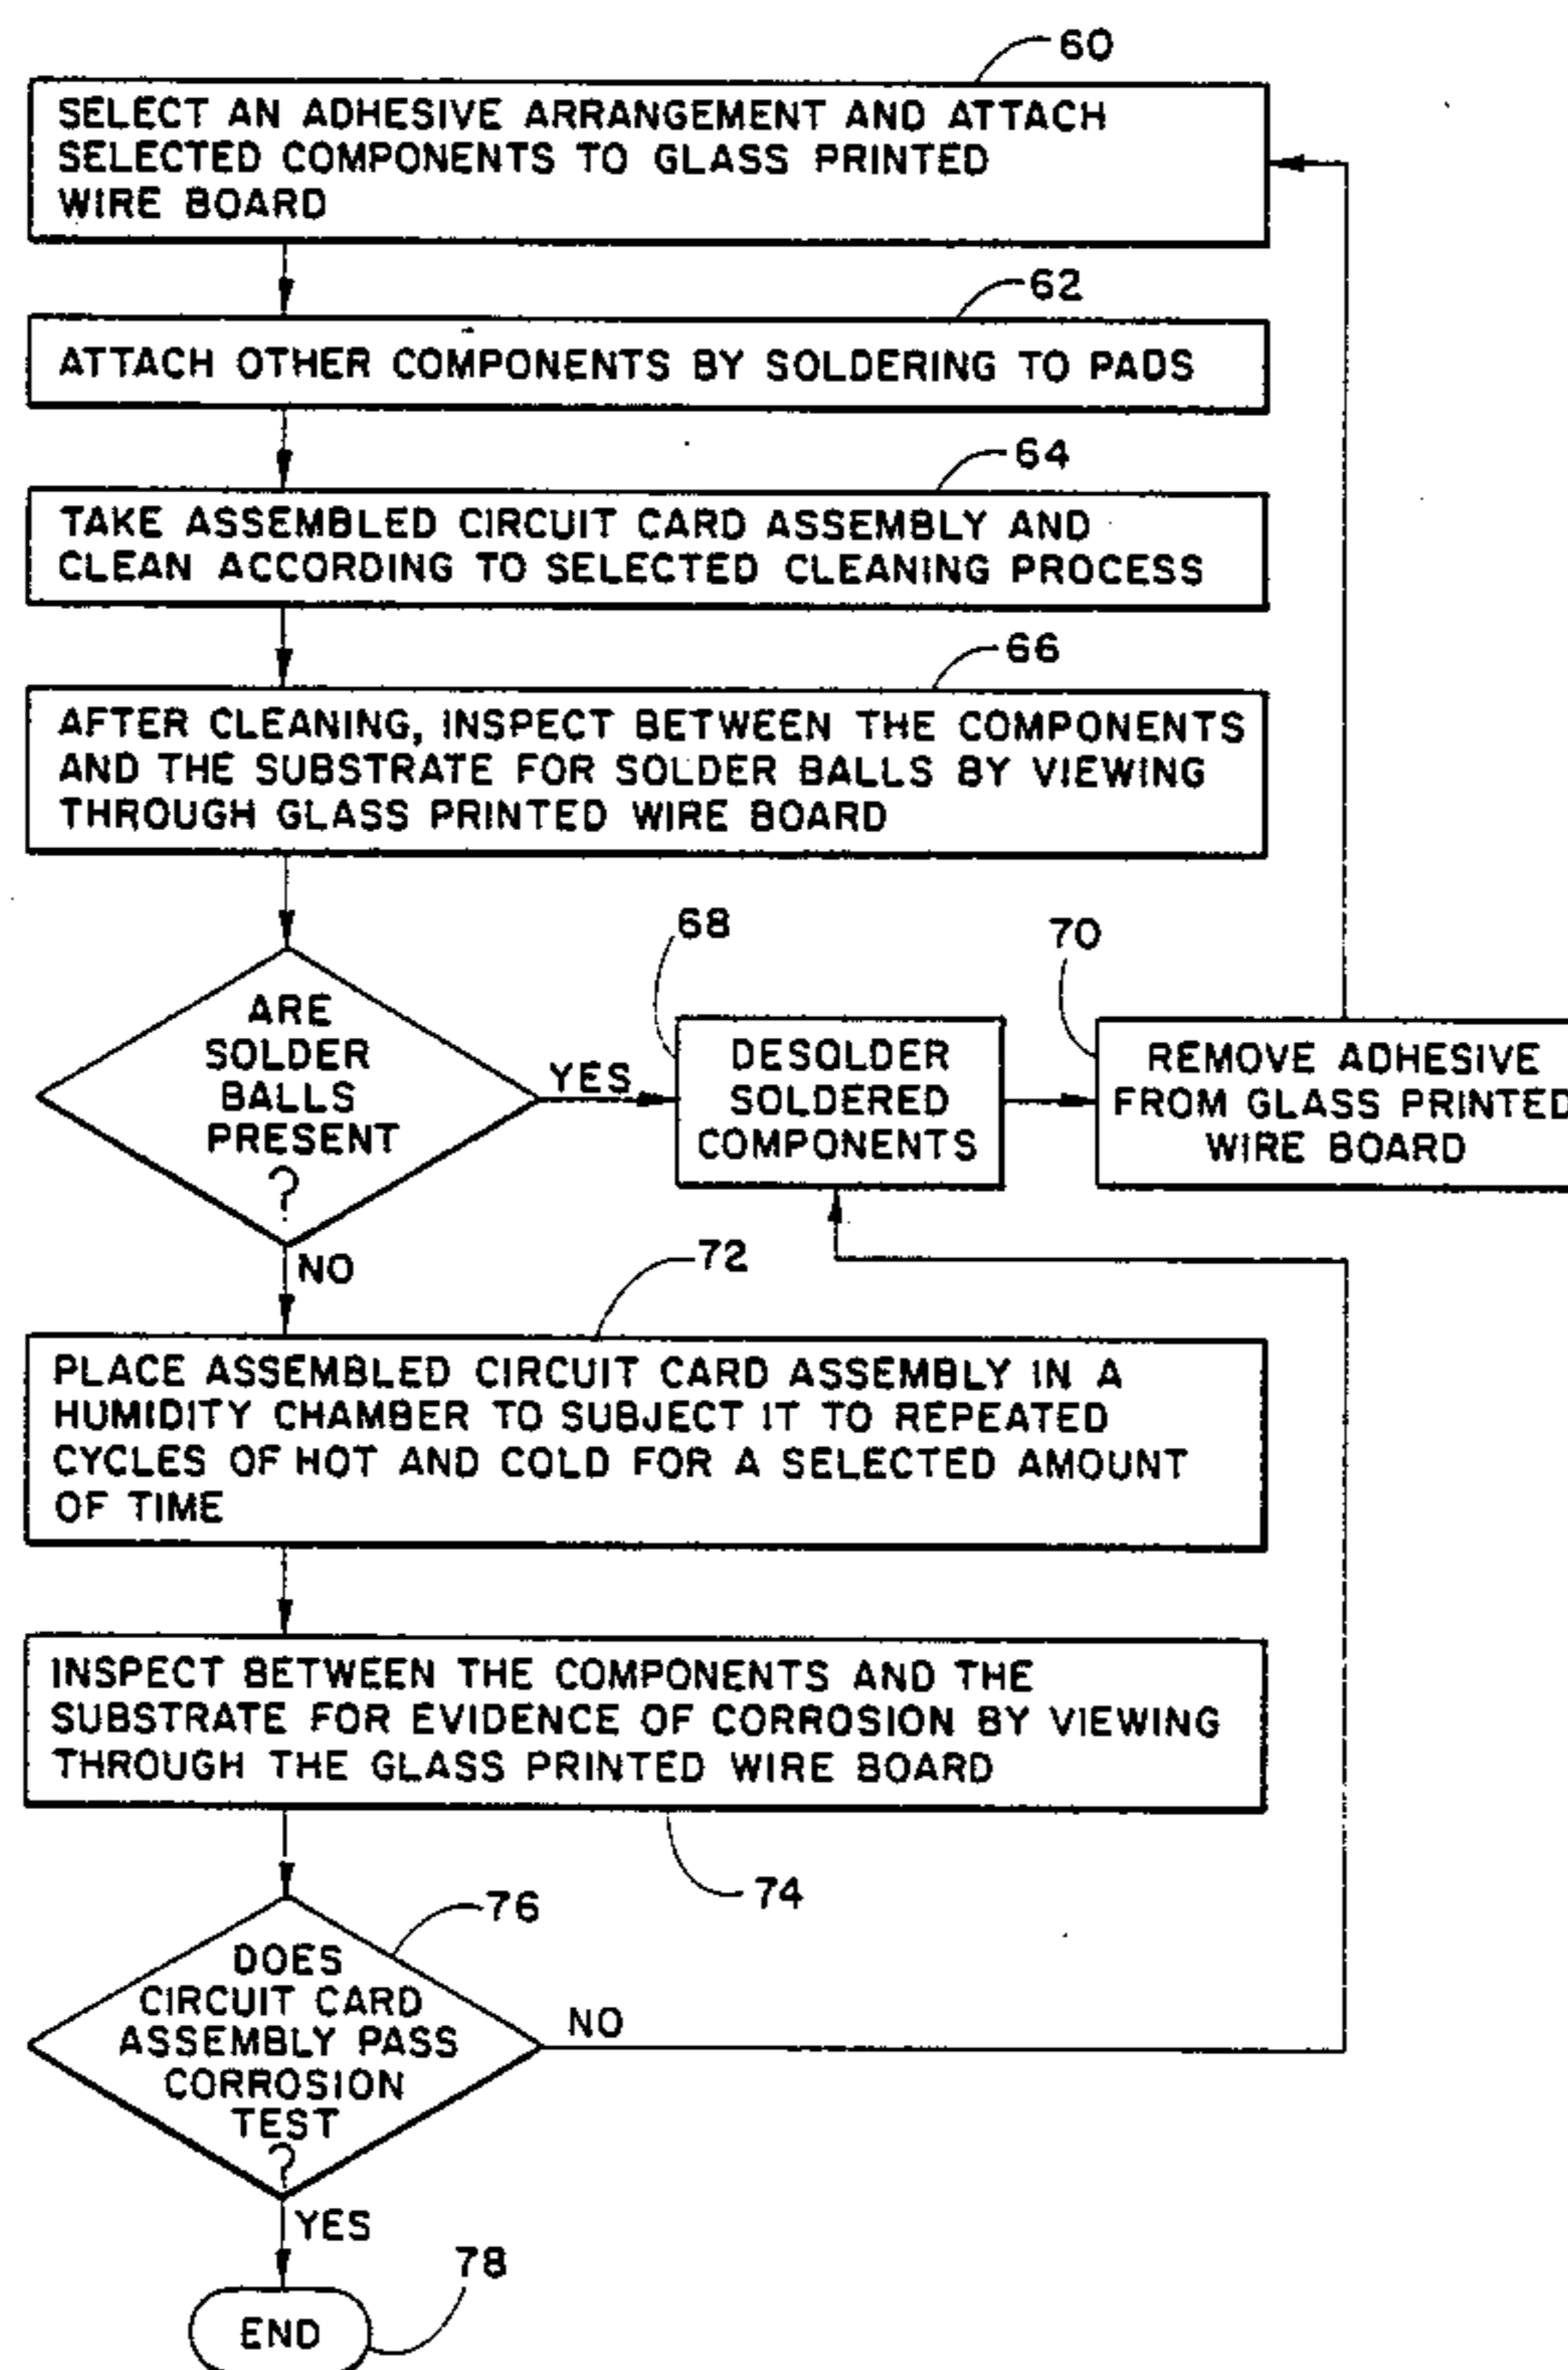 60
SELECT AN ADHESIVE ARRANGEMENT AND ATTACH
SELECTED COMPONENTS TO GLASS PRINTED
WIRE BOARD
62
ATTACH OTHER COMPONENTS BY SOLDERING TO PADS
64
TAKE ASSEMBLED CIRCUIT CARD ASSEMBLY AND
CLEAN ACCORDING TO SELECTED CLEANING PROCESS
66
AFTER CLEANING, INSPECT BETWEEN THE COMPONENTS
AND THE SUBSTRATE FOR SOLDER BALLS BY VIEWING
THROUGH GLASS PRINTED WIRE BOARD
ARE
SOLDER
BALLS
PRESENT
?
YES
68
DESOLDER
SOLDERED
COMPONENTS
70
REMOVE ADHESIVE
FROM GLASS PRINTED
WIRE BOARD
NO
72
PLACE ASSEMBLED CIRCUIT CARD ASSEMBLY IN A
HUMIDITY CHAMBER TO SUBJECT IT TO REPEATED
CYCLES OF HOT AND COLD FOR A SELECTED AMOUNT
OF TIME
INSPECT BETWEEN THE COMPONENTS AND THE
SUBSTRATE FOR EVIDENCE OF CORROSION BY VIEWING
THROUGH THE GLASS PRINTED WIRE BOARD
74
76
DOES
CIRCUIT CARD
ASSEMBLY PASS
CORROSION
TEST
?
NO
YES
78
END